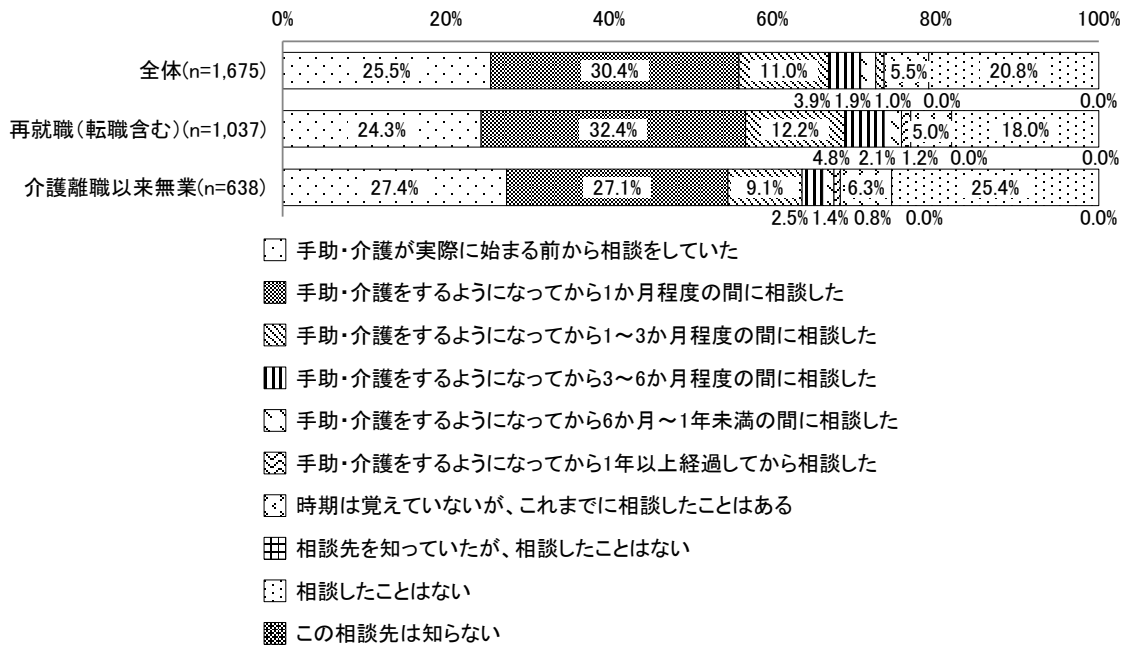 0% 20% 40% 60% 80% 100%
全体(n=1,675) 25.5% 30.4% 11.0% 5.5% 20.8%
3.9% 1.9% 1.0% 0.0% 0.0%
再就職(転職含む)(n=1,037) 24.3% 32.4% 12.2% 5.0% 18.0%
4.8% 2.1% 1.2% 0.0% 0.0%
介護離職以来無業(n=638) 27.4% 27.1% 9.1% 6.3% 25.4%
2.5% 1.4% 0.8% 0.0% 0.0%
手助・介護が実際に始まる前から相談をしていた
手助・介護をするようになってから1か月程度の間に相談した
手助・介護をするようになってから1～3か月程度の間に相談した
手助・介護をするようになってから3～6か月程度の間に相談した
手助・介護をするようになってから6か月～1年未満の間に相談した
手助・介護をするようになってから1年以上経過してから相談した
時期は覚えていないが、これまでに相談したことはある
相談先を知っていたが、相談したことはない
相談したことはない
この相談先は知らない